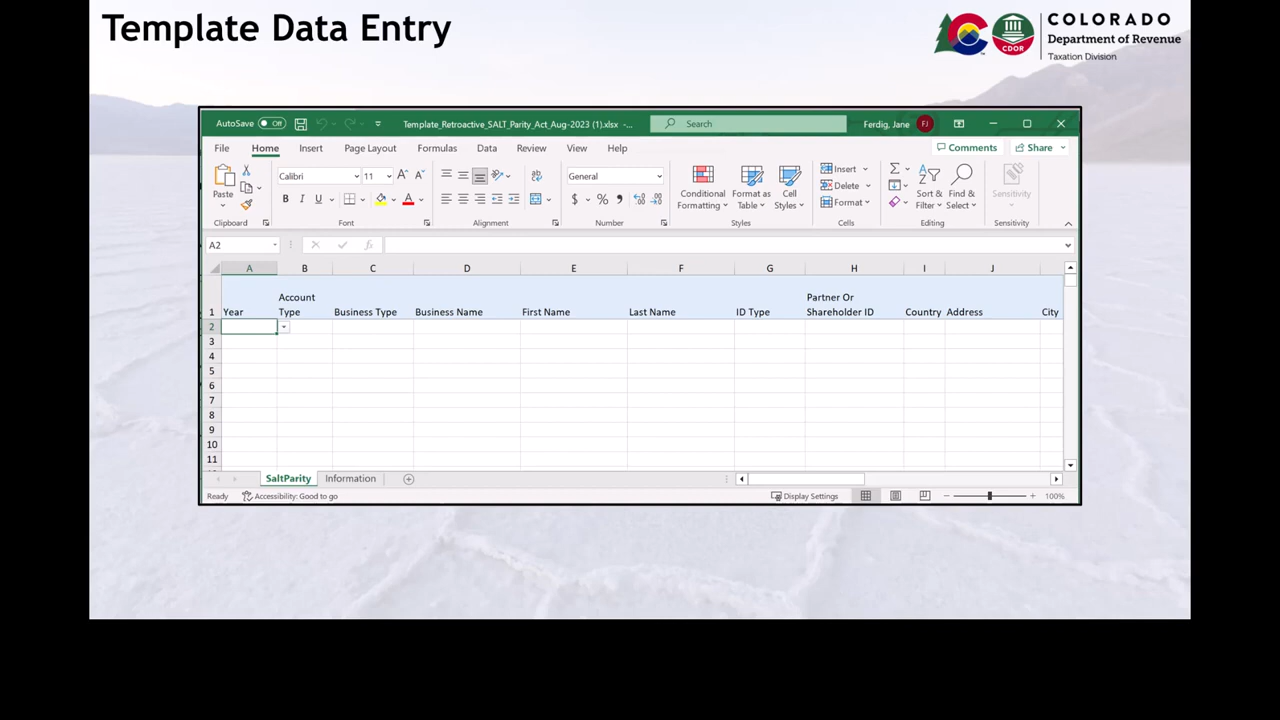 Template Data Entry
COLORADO
Department of Revenue
Taxation Division
CDOR
AutoSave Off Template_Retroactive_SALT_Parity_Act_Aug-2023 (1).xlsx -... Search Ferdig, Jane FJ
File Home Insert Page Layout Formulas Data Review View Help Comments Share
Calibri 11 A A General Insert
Paste B I U A $ % Conditional Formatting Format as Table Cell Styles Delete Sort & Filter Find & Select Sensitivity
Format
Clipboard Font Alignment Number Styles Cells Editing Sensitivity
A2 fx
A B C D E F G H I J
Account Partner Or
1 Year Type Business Type Business Name First Name Last Name ID Type Shareholder ID Country Address City
2
3
4
5
6
7
8
9
10
11
SaltParity Information
Ready Accessibility: Good to go Display Settings 100%